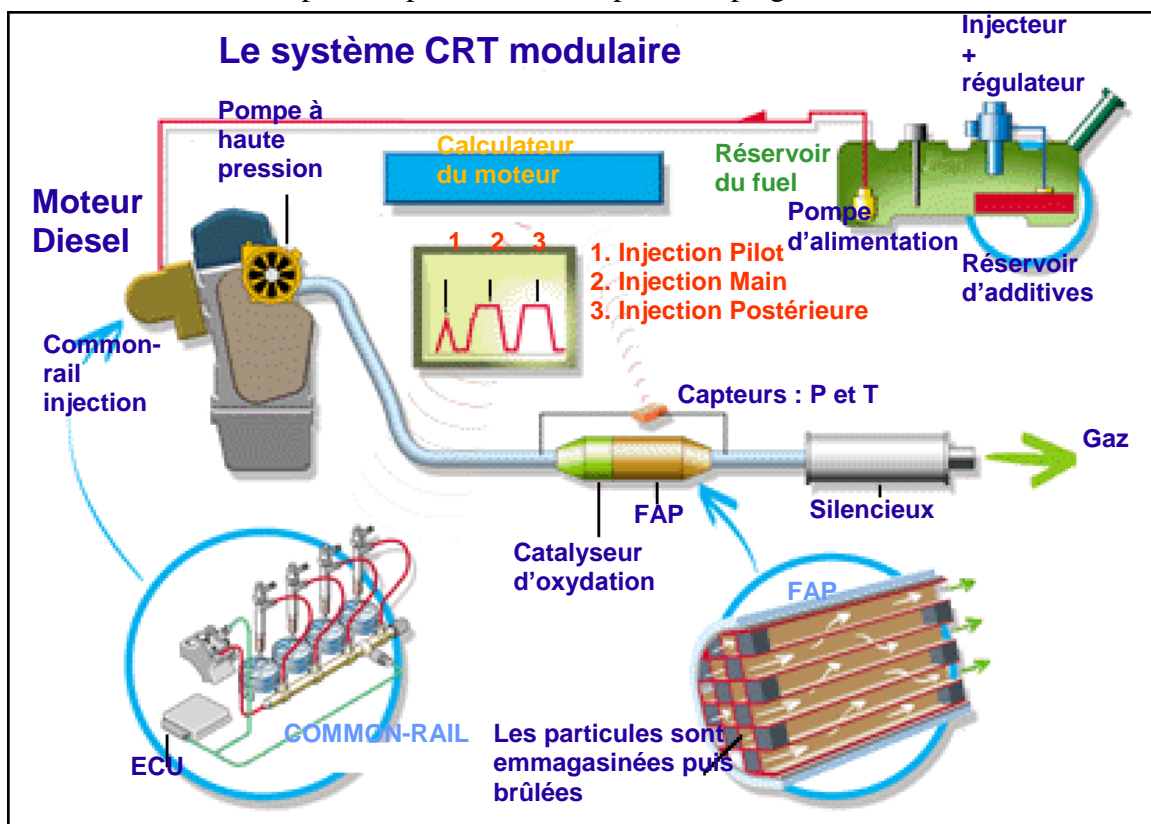 Le système CRT modulaire
Injecteur
+
régulateur
Pompe à
haute
pression
Calculateur
du moteur
Réservoir
du fuel
Moteur
Diesel
Pompe
d'alimentation
Réservoir
d'additives
1 2 3
1. Injection Pilot
2. Injection Main
3. Injection Postérieure
Common-
rail
injection
Capteurs : P et T
Gaz
FAP
Silencieux
Catalyseur
d'oxydation
FAP
COMMON-RAIL
ECU
Les particules sont
emmagasinées puis
brûlées